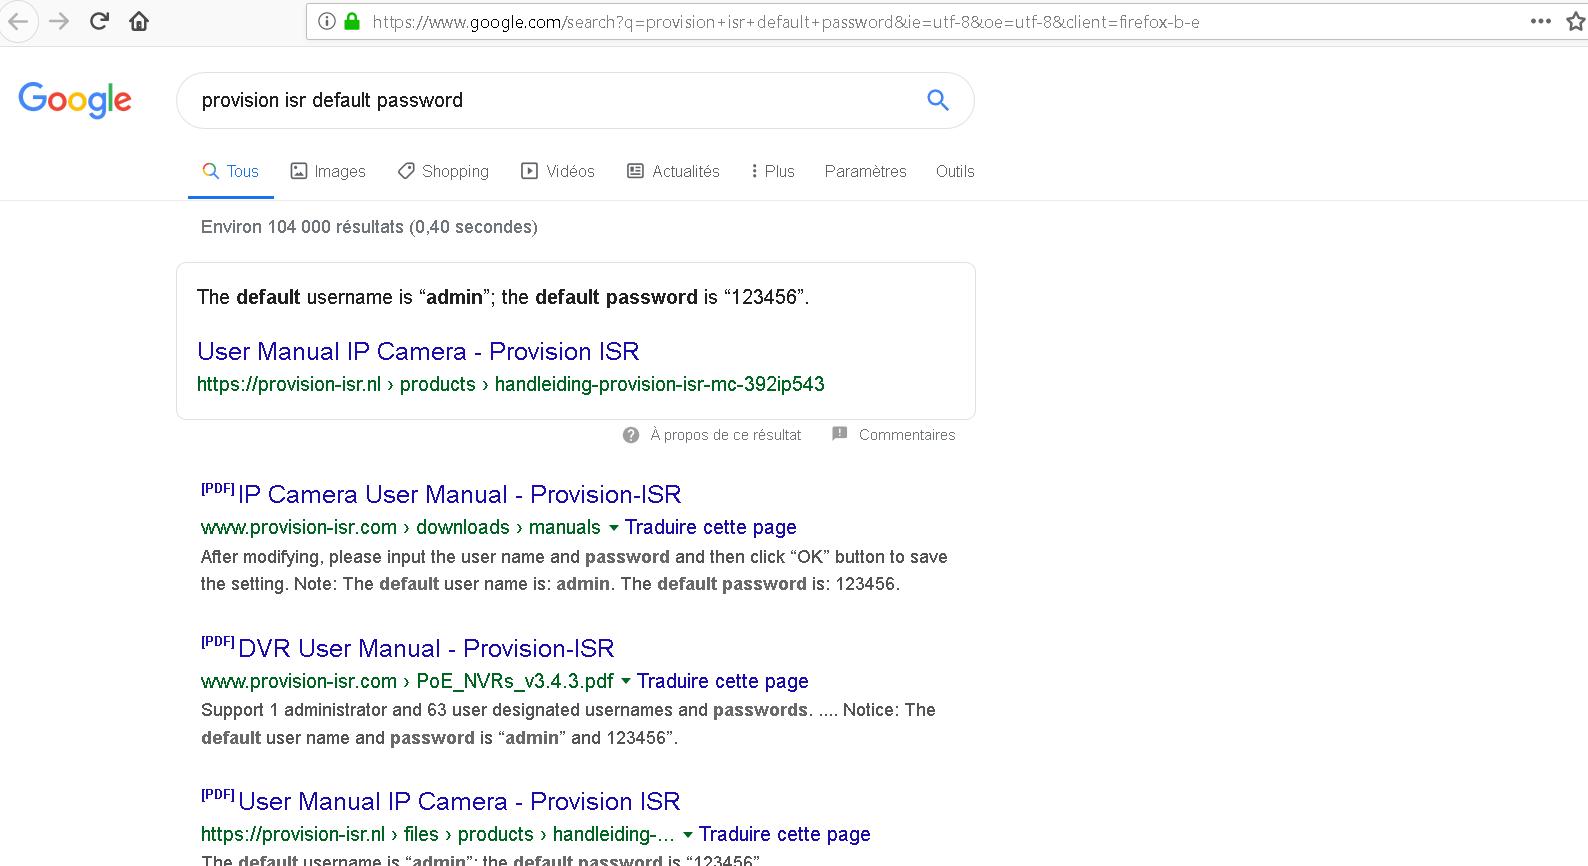 https://www.google.com/search?q=provision+isr+default+password&ie=utf-8&oe=utf-8&client=firefox-b-e
Google
provision isr default password
Tous Images Shopping Vidéos Actualités Plus Paramètres Outils
Environ 104 000 résultats (0,40 secondes)
The default username is “admin”; the default password is “123456”.
User Manual IP Camera - Provision ISR
https://provision-isr.nl › products › handleiding-provision-isr-mc-392ip543
À propos de ce résultat Commentaires
[PDF] IP Camera User Manual - Provision-ISR
www.provision-isr.com › downloads › manuals Traduire cette page
After modifying, please input the user name and password and then click “OK” button to save
the setting. Note: The default user name is: admin. The default password is: 123456.
[PDF] DVR User Manual - Provision-ISR
www.provision-isr.com › PoE_NVRs_v3.4.3.pdf Traduire cette page
Support 1 administrator and 63 user designated usernames and passwords. .... Notice: The
default user name and password is “admin” and 123456”.
[PDF] User Manual IP Camera - Provision ISR
https://provision-isr.nl › files › products › handleiding-... Traduire cette page
The default username is “admin”; the default password is “123456”.